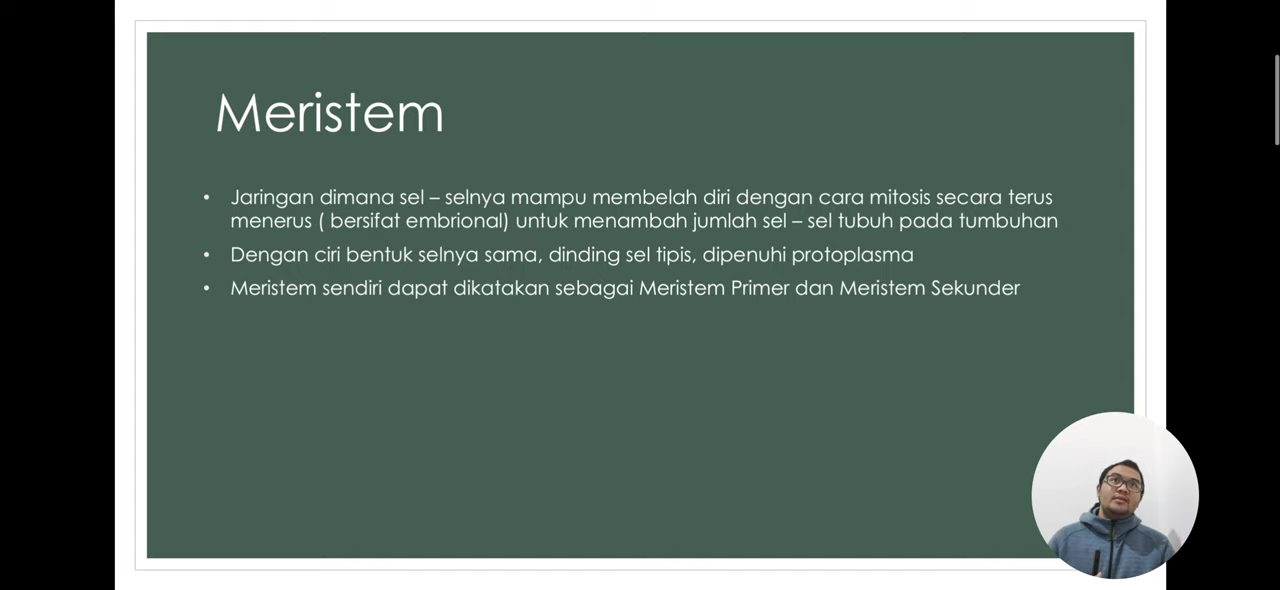 Meristem
• Jaringan dimana sel – selnya mampu membelah diri dengan cara mitosis secara terus
menerus ( bersifat embrional) untuk menambah jumlah sel – sel tubuh pada tumbuhan
• Dengan ciri bentuk selnya sama, dinding sel tipis, dipenuhi protoplasma
• Meristem sendiri dapat dikatakan sebagai Meristem Primer dan Meristem Sekunder